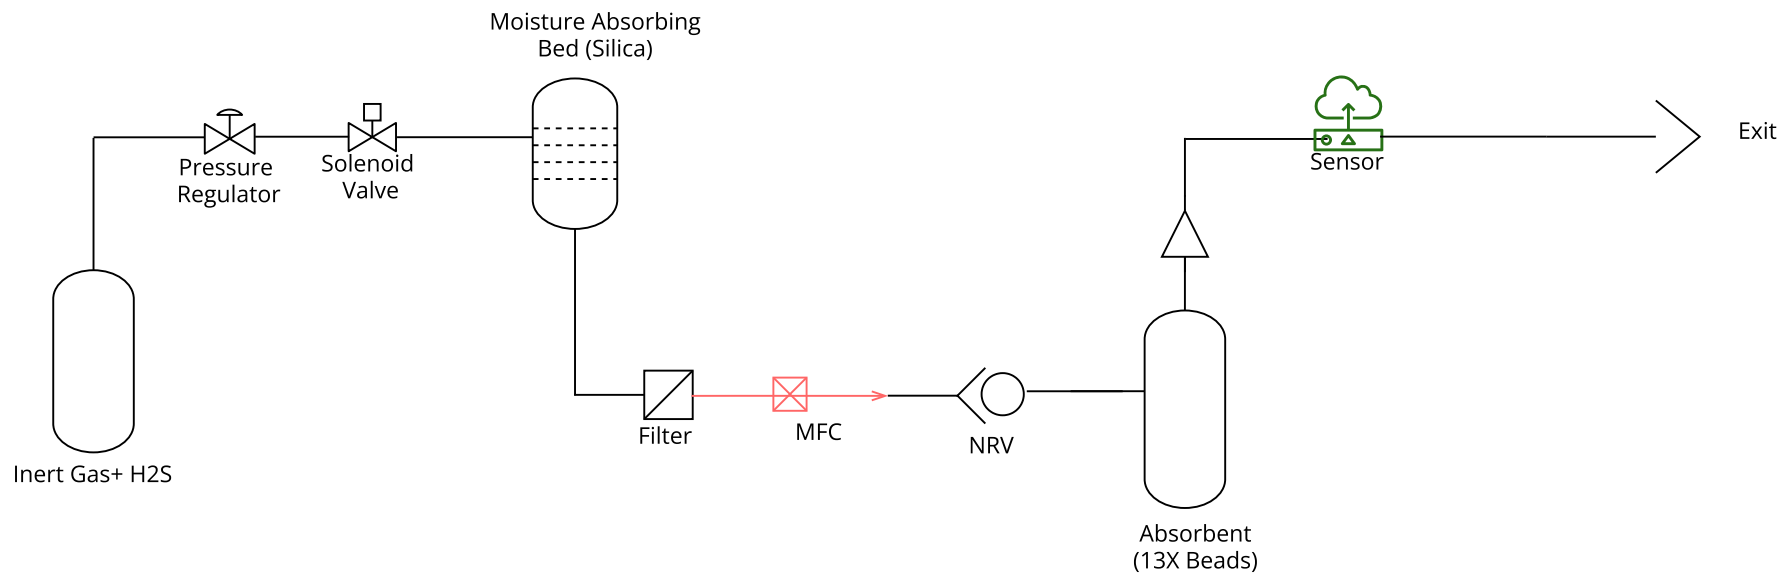 Moisture Absorbing
Bed (Silica)
Pressure
Regulator
Solenoid
Valve
Sensor
Exit
Inert Gas+ H2S
Filter
MFC
NRV
Absorbent
(13X Beads)